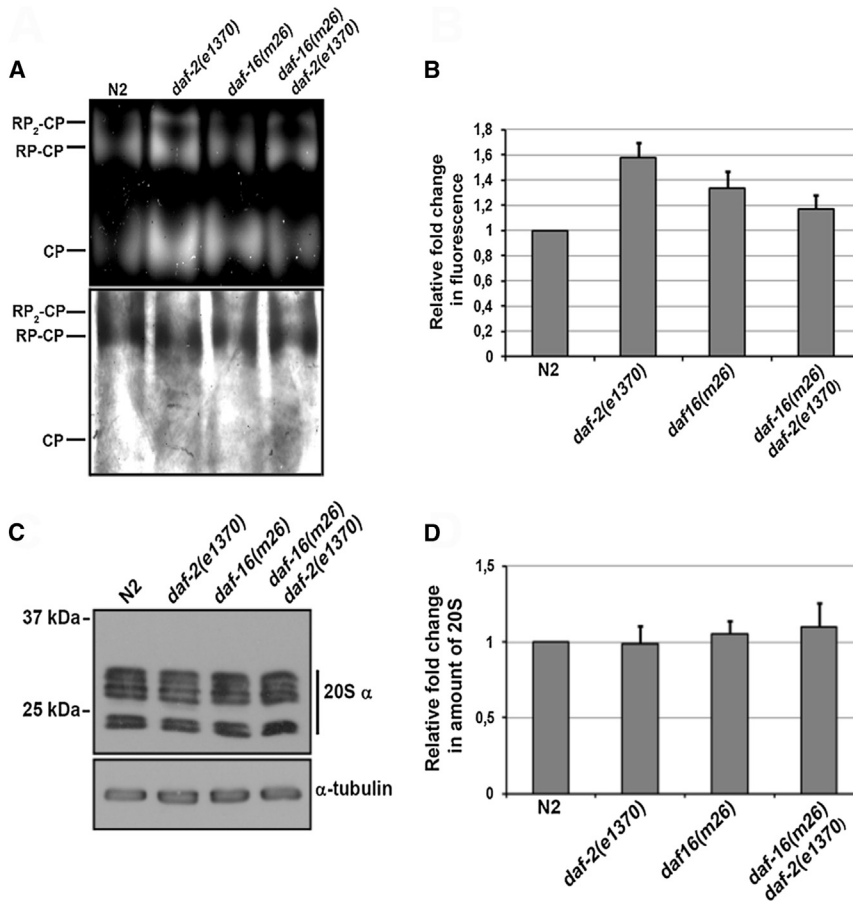 A
N2
daf-2(e1370)
daf-16(m26)
daf-16(m26)
daf-2(e1370)
RP2-CP
RP-CP
CP
RP2-CP
RP-CP
CP
B
Relative fold change
in fluorescence
1,8
1,6
1,4
1,2
1
0,8
0,6
0,4
0,2
0
N2
daf-2(e1370)
daf16(m26)
daf-16(m26)
daf-2(e1370)
C
N2
daf-2(e1370)
daf-16(m26)
daf-16(m26)
daf-2(e1370)
37 kDa
25 kDa
20S α
α-tubulin
D
Relative fold change
in amount of 20S
1,5
1
0,5
0
N2
daf-2(e1370)
daf16(m26)
daf-16(m26)
daf-2(e1370)